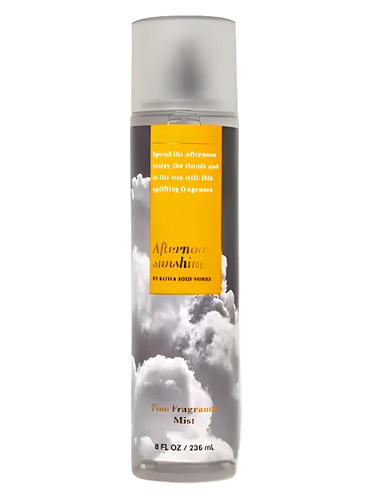 Spend the afternoon
under the clouds and
in the sun with this
uplifting fragrance
Afternoon
sunshine
BY BATH & BODY WORKS
Fine Fragrance
Mist
8 FL OZ / 236 mL